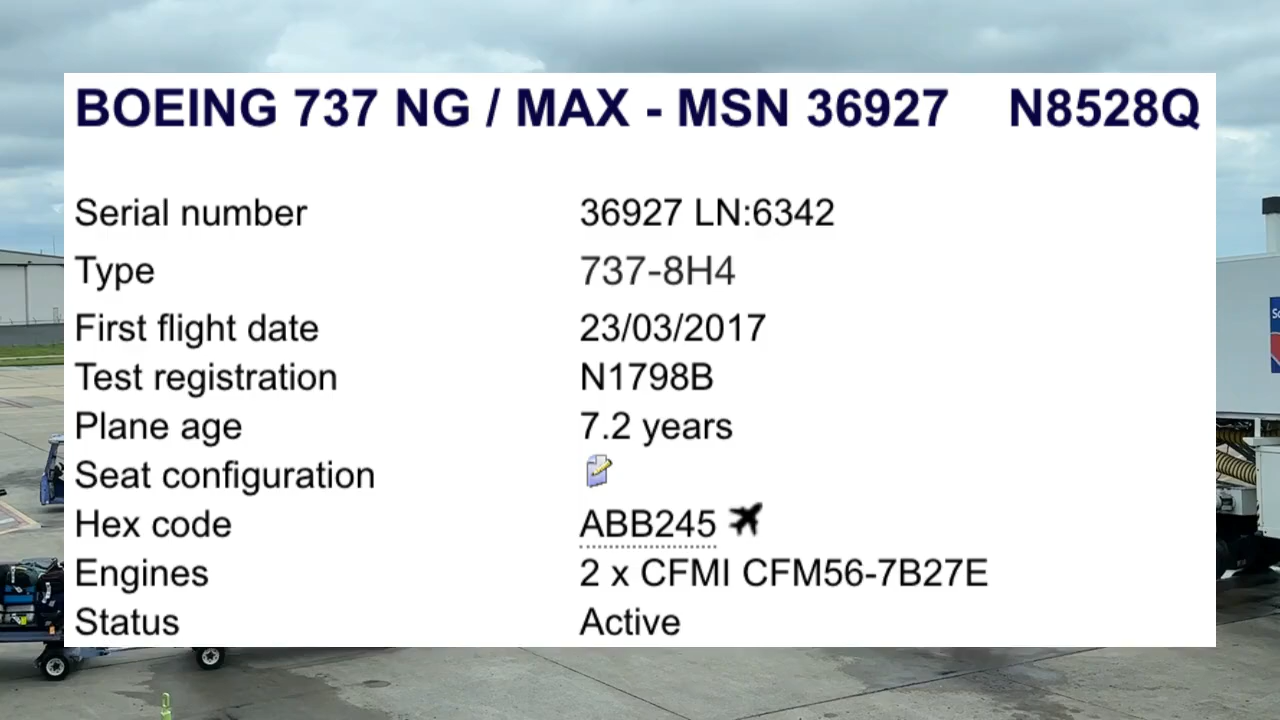 BOEING 737 NG / MAX - MSN 36927 N8528Q
Serial number 36927 LN:6342
Type 737-8H4
First flight date 23/03/2017
Test registration N1798B
Plane age 7.2 years
Seat configuration
Hex code ABB245
Engines 2 x CFMI CFM56-7B27E
Status Active